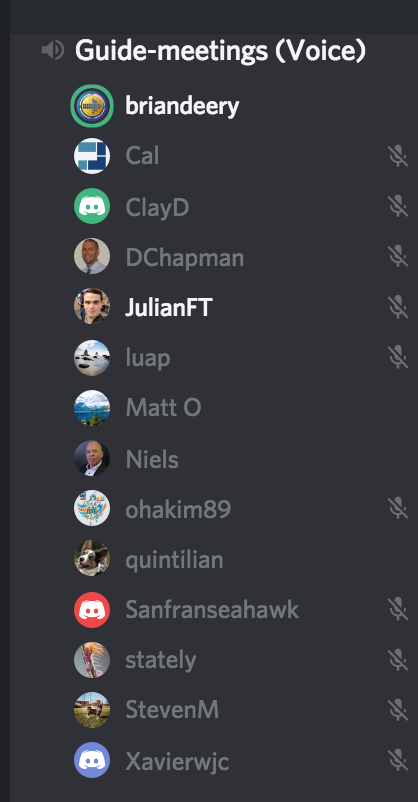 Guide-meetings (Voice)
briandeery
Cal
ClayD
DChapman
JulianFT
luap
Matt O
Niels
ohakim89
quintilian
Sanfranseahawk
stately
StevenM
Xavierwjc